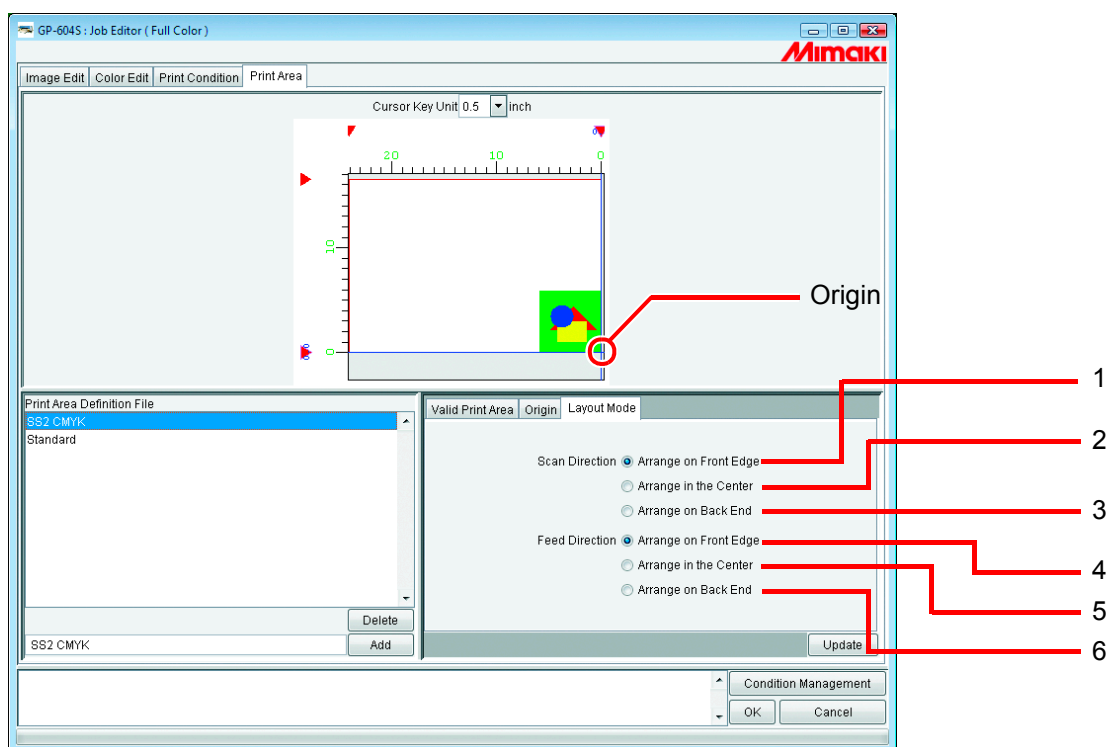 GP-604S : Job Editor ( Full Color )
Mimaki
Image Edit Color Edit Print Condition Print Area
Cursor Key Unit 0.5 inch
20 10 0
10
0
Origin
Print Area Definition File
SS2 CMYK
Standard
Delete
SS2 CMYK Add
Valid Print Area Origin Layout Mode
Scan Direction Arrange on Front Edge 1
Arrange in the Center 2
Arrange on Back End 3
Feed Direction Arrange on Front Edge 4
Arrange in the Center 5
Arrange on Back End 6
Update
Condition Management
OK Cancel